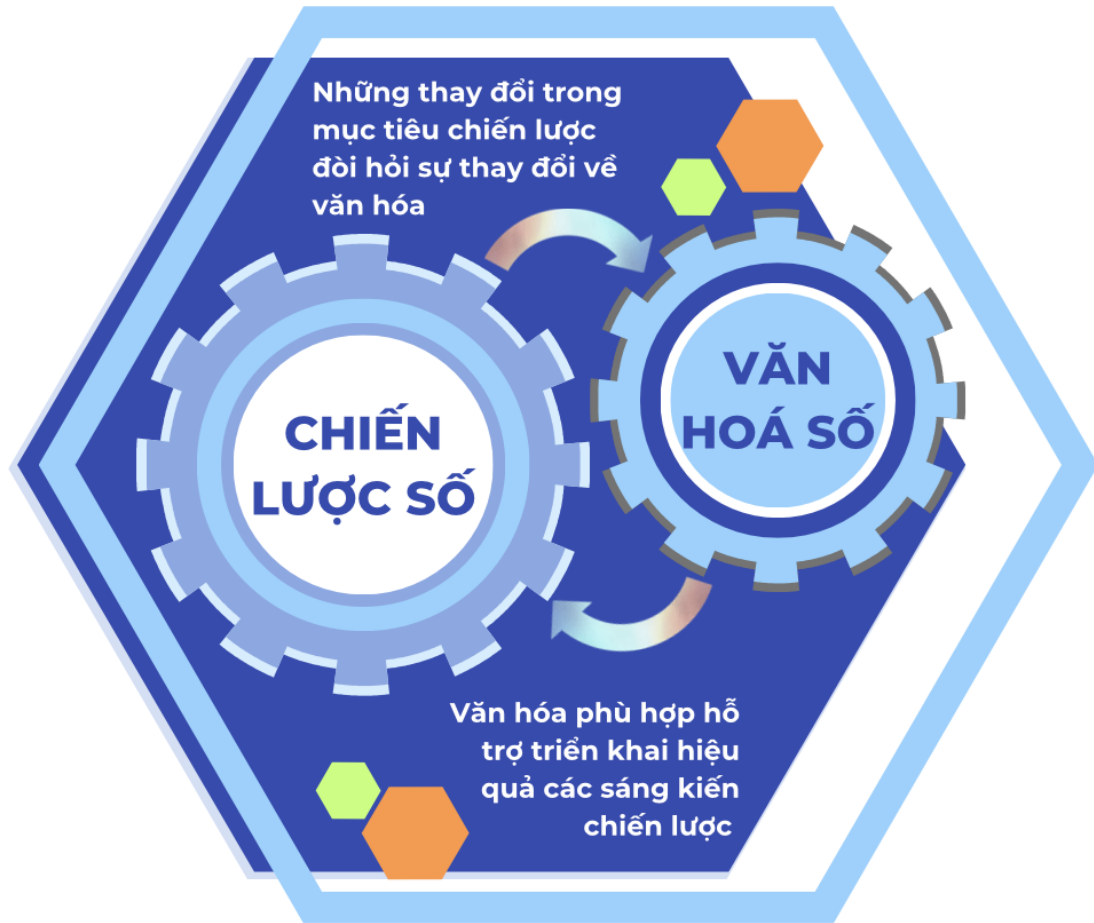 Những thay đổi trong
mục tiêu chiến lược
đòi hỏi sự thay đổi về
văn hóa
CHIẾN
LƯỢC SỐ
VĂN
HOÁ SỐ
Văn hóa phù hợp hỗ
trợ triển khai hiệu
quả các sáng kiến
chiến lược